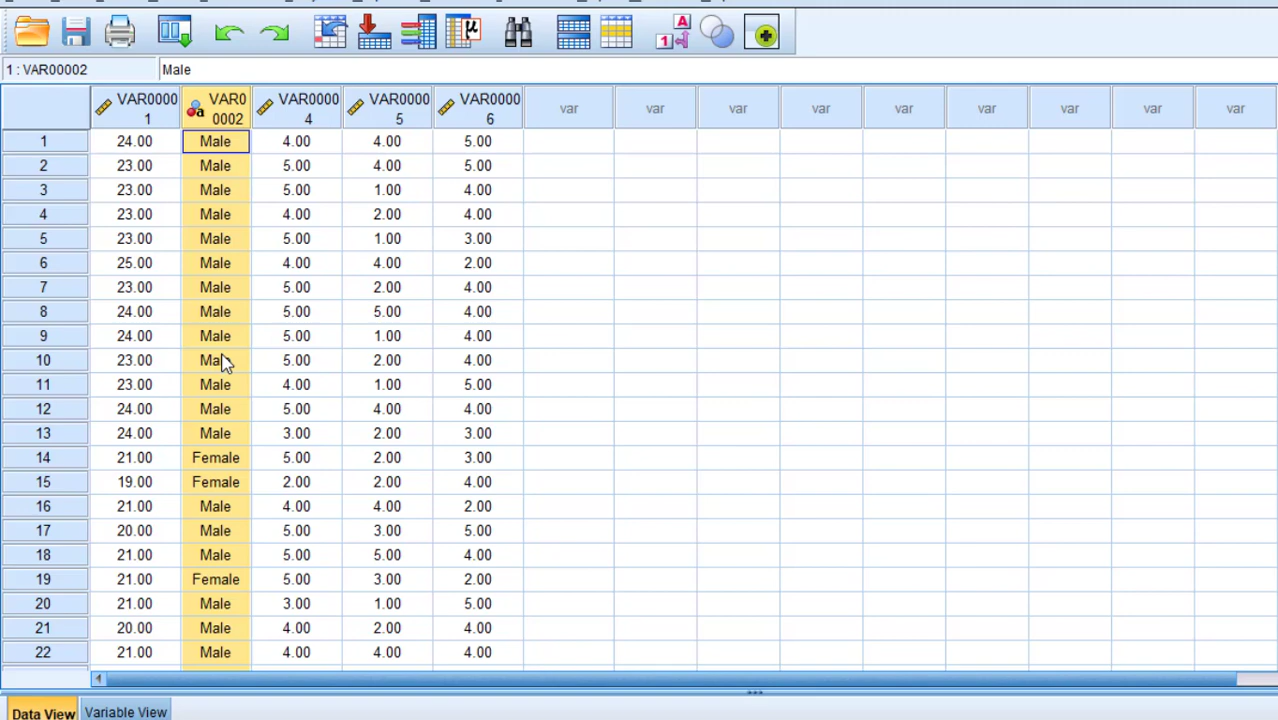 µ
A
1
1 : VAR00002 Male
VAR0000 VAR0 VAR0000 VAR0000 VAR0000 var var var var var var var var var
1 0002 4 5 6
a
1 24.00 Male 4.00 4.00 5.00
2 23.00 Male 5.00 4.00 5.00
3 23.00 Male 5.00 1.00 4.00
4 23.00 Male 4.00 2.00 4.00
5 23.00 Male 5.00 1.00 3.00
6 25.00 Male 4.00 4.00 2.00
7 23.00 Male 5.00 2.00 4.00
8 24.00 Male 5.00 5.00 4.00
9 24.00 Male 5.00 1.00 4.00
10 23.00 Male 5.00 2.00 4.00
11 23.00 Male 4.00 1.00 5.00
12 24.00 Male 5.00 4.00 4.00
13 24.00 Male 3.00 2.00 3.00
14 21.00 Female 5.00 2.00 3.00
15 19.00 Female 2.00 2.00 4.00
16 21.00 Male 4.00 4.00 2.00
17 20.00 Male 5.00 3.00 5.00
18 21.00 Male 5.00 5.00 4.00
19 21.00 Female 5.00 3.00 2.00
20 21.00 Male 3.00 1.00 5.00
21 20.00 Male 4.00 2.00 4.00
22 21.00 Male 4.00 4.00 4.00
Data View Variable View